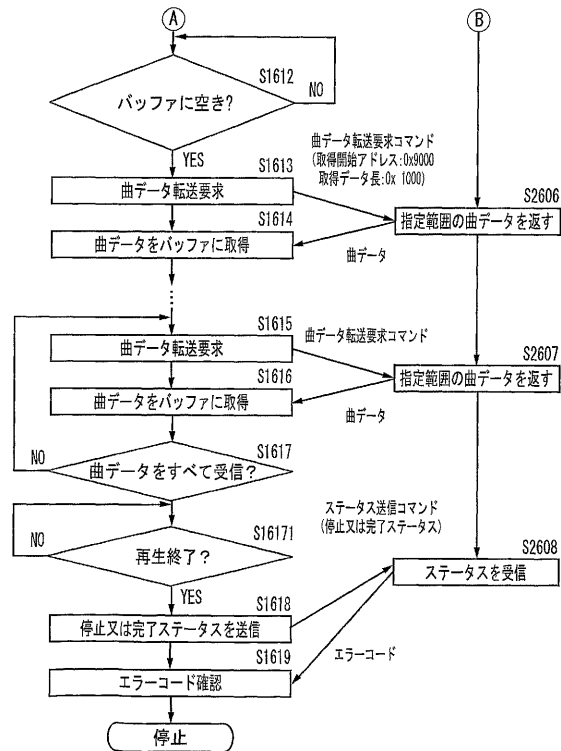 A
B
S1612
NO
バッファに空き?
YES
曲データ転送要求コマンド
(取得開始アドレス:0x9000
取得データ長:0x 1000)
S1613
曲データ転送要求
S2606
指定範囲の曲データを返す
S1614
曲データをバッファに取得
曲データ
S1615
曲データ転送要求
曲データ転送要求コマンド
S2607
指定範囲の曲データを返す
S1616
曲データをバッファに取得
曲データ
S1617
NO
曲データをすべて受信?
S16171
NO
再生終了?
YES
ステータス送信コマンド
(停止又は完了ステータス)
S2608
ステータスを受信
S1618
停止又は完了ステータスを送信
S1619
エラーコード確認
エラーコード
停止